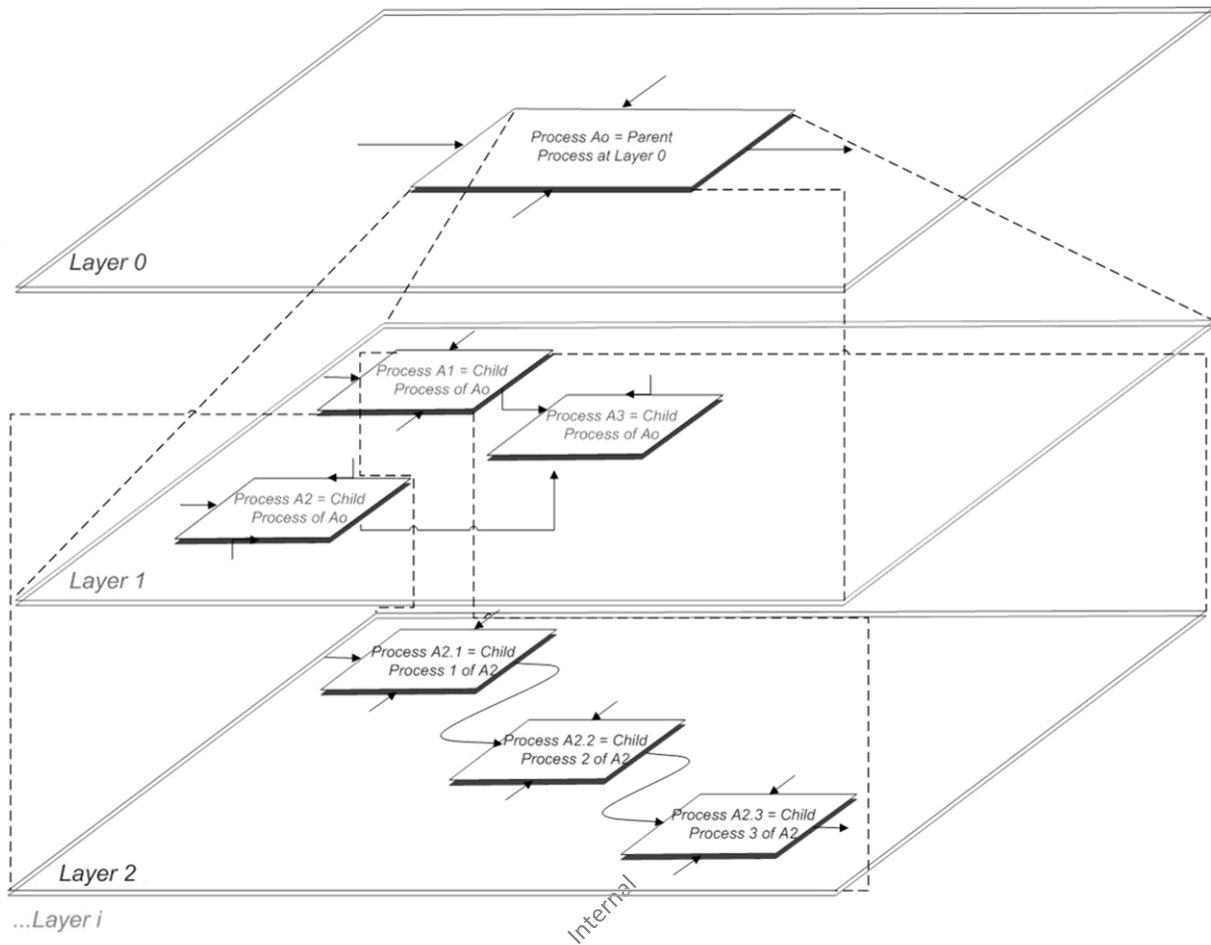 Process Ao = Parent
Process at Layer 0
Layer 0
Process A1 = Child
Process of Ao
Process A3 = Child
Process of Ao
Process A2 = Child
Process of Ao
Layer 1
Process A2.1 = Child
Process 1 of A2
Process A2.2 = Child
Process 2 of A2
Process A2.3 = Child
Process 3 of A2
Layer 2
Internal
...Layer i